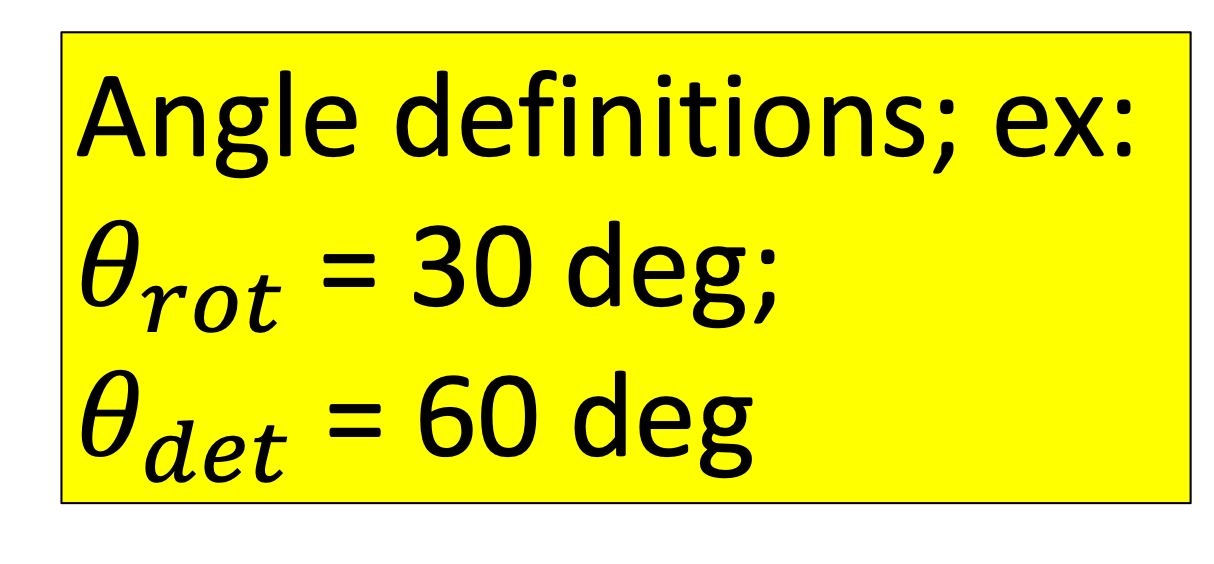 Angle definitions; ex:
θ_rot = 30 deg;
θ_det = 60 deg